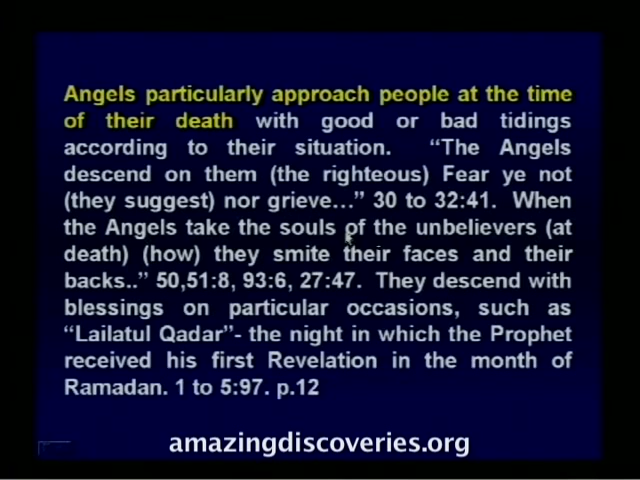 Angels particularly approach people at the time
of their death with good or bad tidings
according to their situation. “The Angels
descend on them (the righteous) Fear ye not
(they suggest) nor grieve…” 30 to 32:41. When
the Angels take the souls of the unbelievers (at
death) (how) they smite their faces and their
backs..” 50,51:8, 93:6, 27:47. They descend with
blessings on particular occasions, such as
“Lailatul Qadar”- the night in which the Prophet
received his first Revelation in the month of
Ramadan. 1 to 5:97. p.12
amazingdiscoveries.org